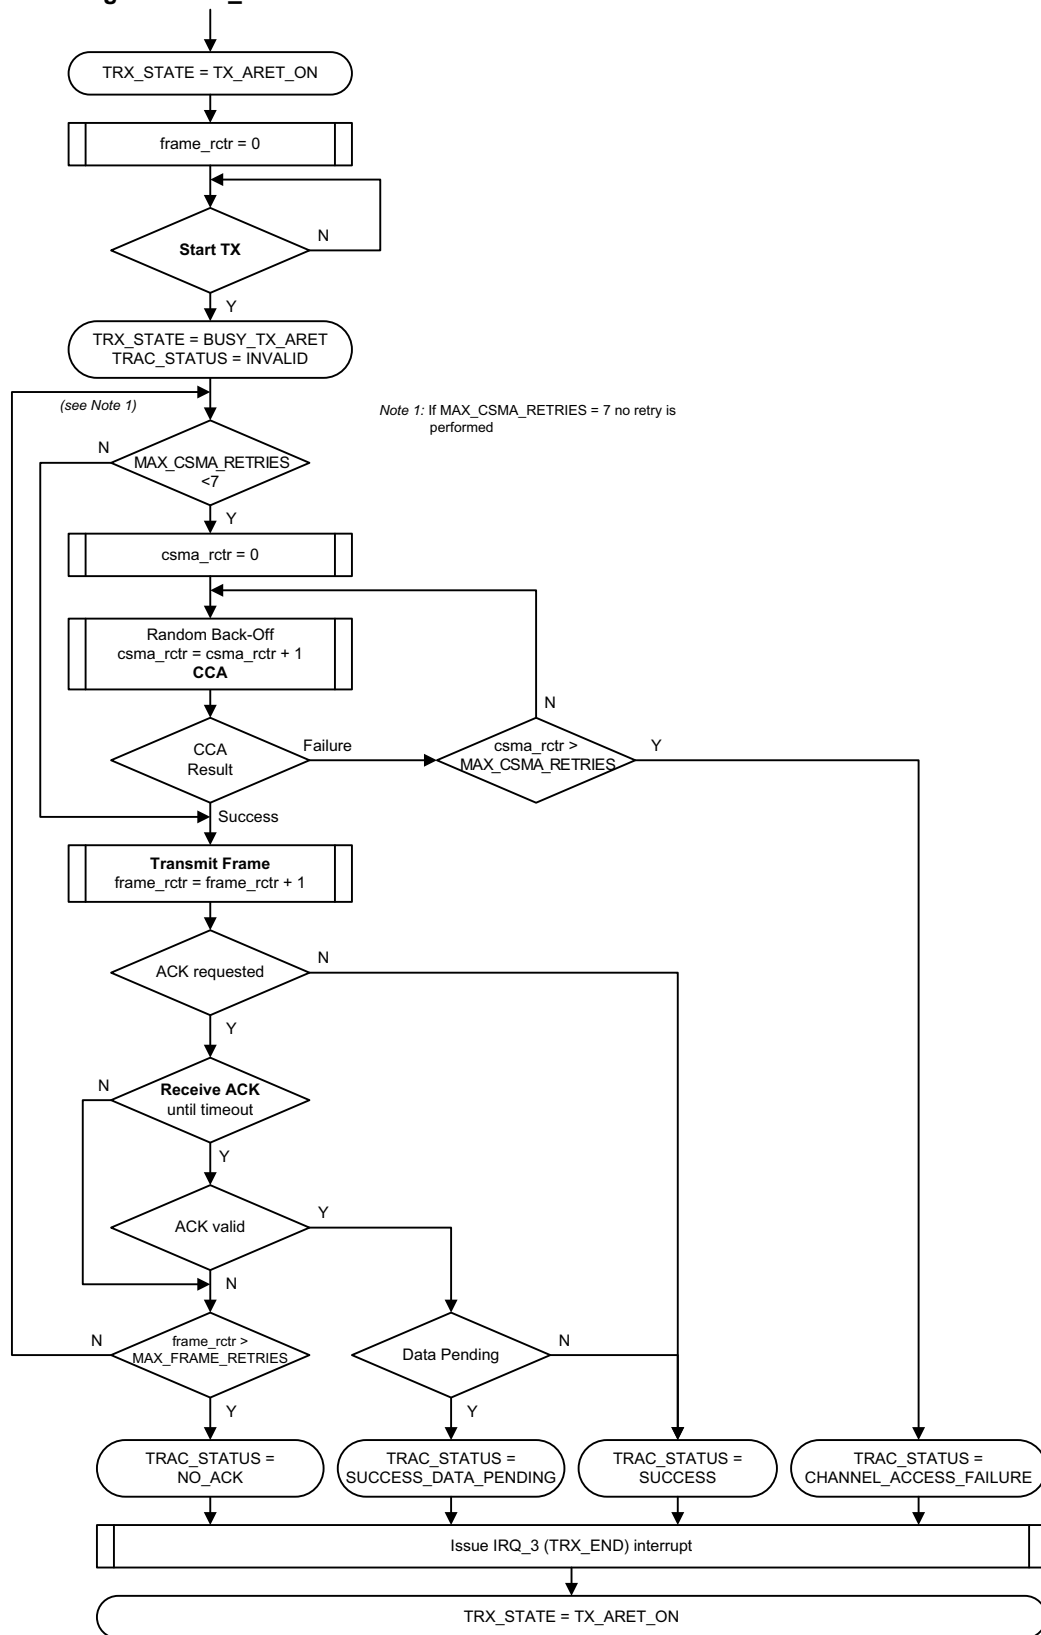 TRX_STATE = TX_ARET_ON
frame_rctr = 0
Start TX
N
Y
TRX_STATE = BUSY_TX_ARET
TRAC_STATUS = INVALID
(see Note 1)
Note 1: If MAX_CSMA_RETRIES = 7 no retry is
performed
N
MAX_CSMA_RETRIES
<7
Y
csma_rctr = 0
Random Back-Off
csma_rctr = csma_rctr + 1
CCA
N
CCA
Result
Failure
csma_rctr >
MAX_CSMA_RETRIES
Y
Success
Transmit Frame
frame_rctr = frame_rctr + 1
ACK requested
N
Y
N
Receive ACK
until timeout
Y
ACK valid
Y
N
N
frame_rctr >
MAX_FRAME_RETRIES
Data Pending
N
Y
Y
TRAC_STATUS =
NO_ACK
TRAC_STATUS =
SUCCESS_DATA_PENDING
TRAC_STATUS =
SUCCESS
TRAC_STATUS =
CHANNEL_ACCESS_FAILURE
Issue IRQ_3 (TRX_END) interrupt
TRX_STATE = TX_ARET_ON